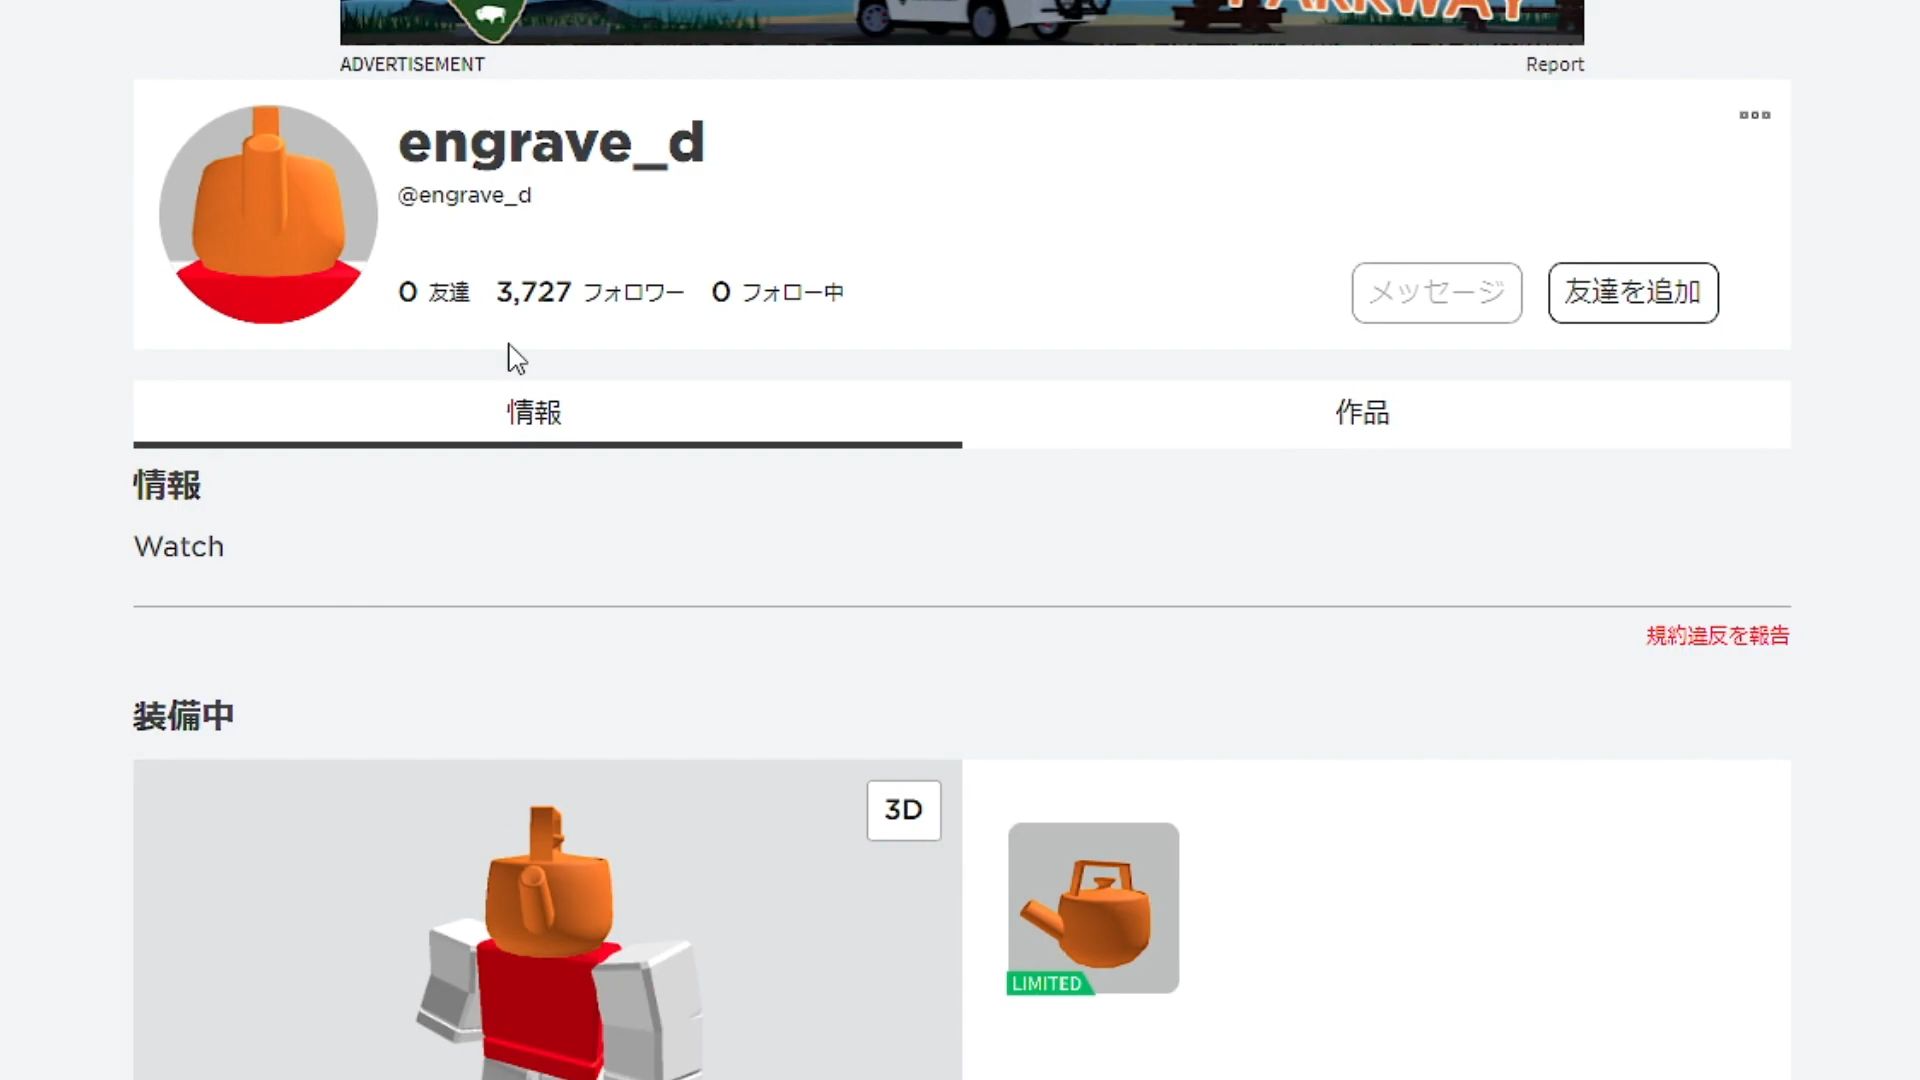 PARKWAY
ADVERTISEMENT
Report
engrave_d
@engrave_d
0 友達 3,727 フォロワー 0 フォロー中
メッセージ
友達を追加
情報
作品
情報
Watch
規約違反を報告
装備中
3D
LIMITED